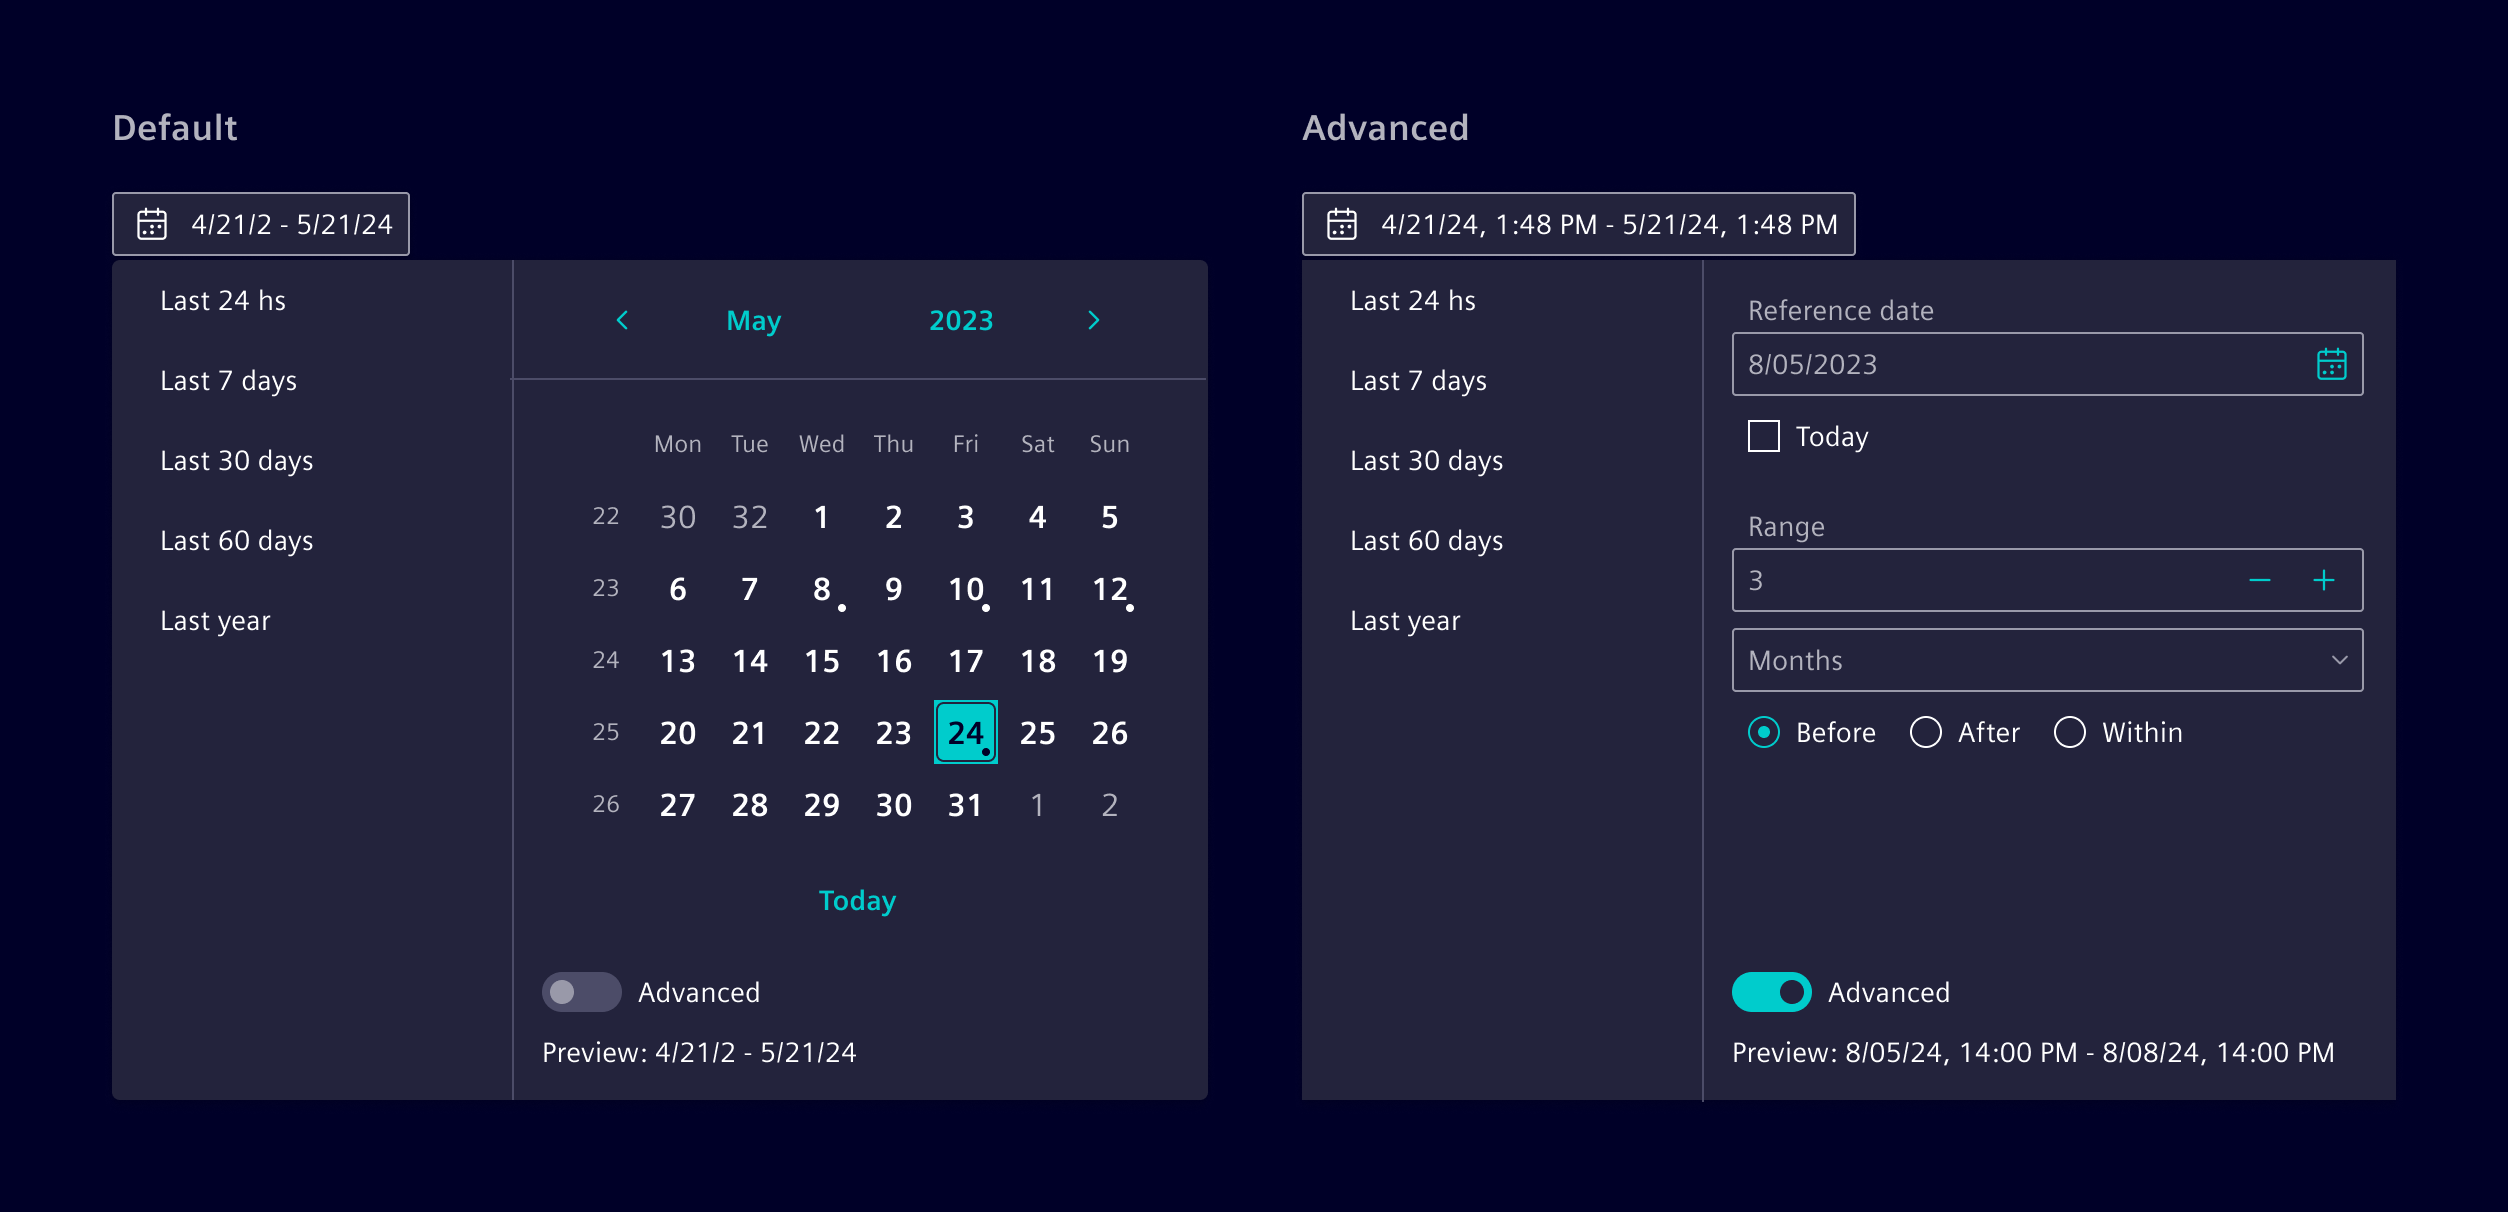 Default
4/21/2 - 5/21/24
Last 24 hs
Last 7 days
Last 30 days
Last 60 days
Last year
May 2023
Mon Tue Wed Thu Fri Sat Sun
22 30 32 1 2 3 4 5
23 6 7 8 9 10 11 12
24 13 14 15 16 17 18 19
25 20 21 22 23 24 25 26
26 27 28 29 30 31 1 2
Today
Advanced
Preview: 4/21/2 - 5/21/24
Advanced
4/21/24, 1:48 PM - 5/21/24, 1:48 PM
Last 24 hs
Last 7 days
Last 30 days
Last 60 days
Last year
Reference date
8/05/2023
Today
Range
3
Months
Before After Within
Advanced
Preview: 8/05/24, 14:00 PM - 8/08/24, 14:00 PM